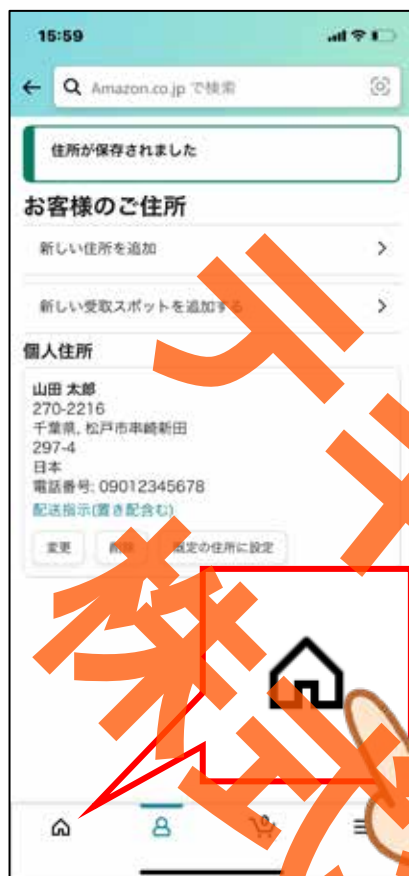 15:59
Amazon.co.jp で検索
住所が保存されました
お客様のご住所
新しい住所を追加
新しい受取スポットを追加する
個人住所
山田 太郎
270-2216
千葉県, 松戸市串崎新田
297-4
日本
電話番号: 09012345678
配送指示(置き配含む)
変更 削除 既定の住所に設定
株式